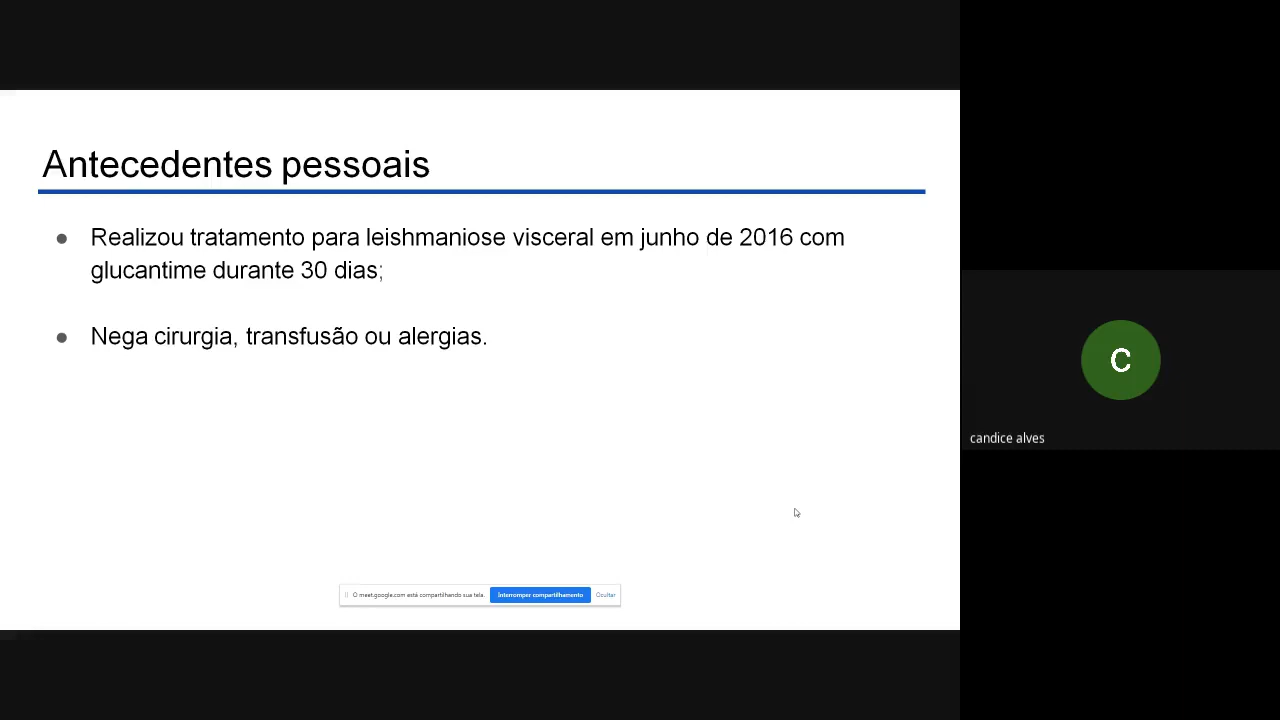 Antecedentes pessoais
● Realizou tratamento para leishmaniose visceral em junho de 2016 com
glucantime durante 30 dias;
● Nega cirurgia, transfusão ou alergias.
C
candice alves
O meet.google.com está compartilhando sua tela. Interromper compartilhamento Ocultar